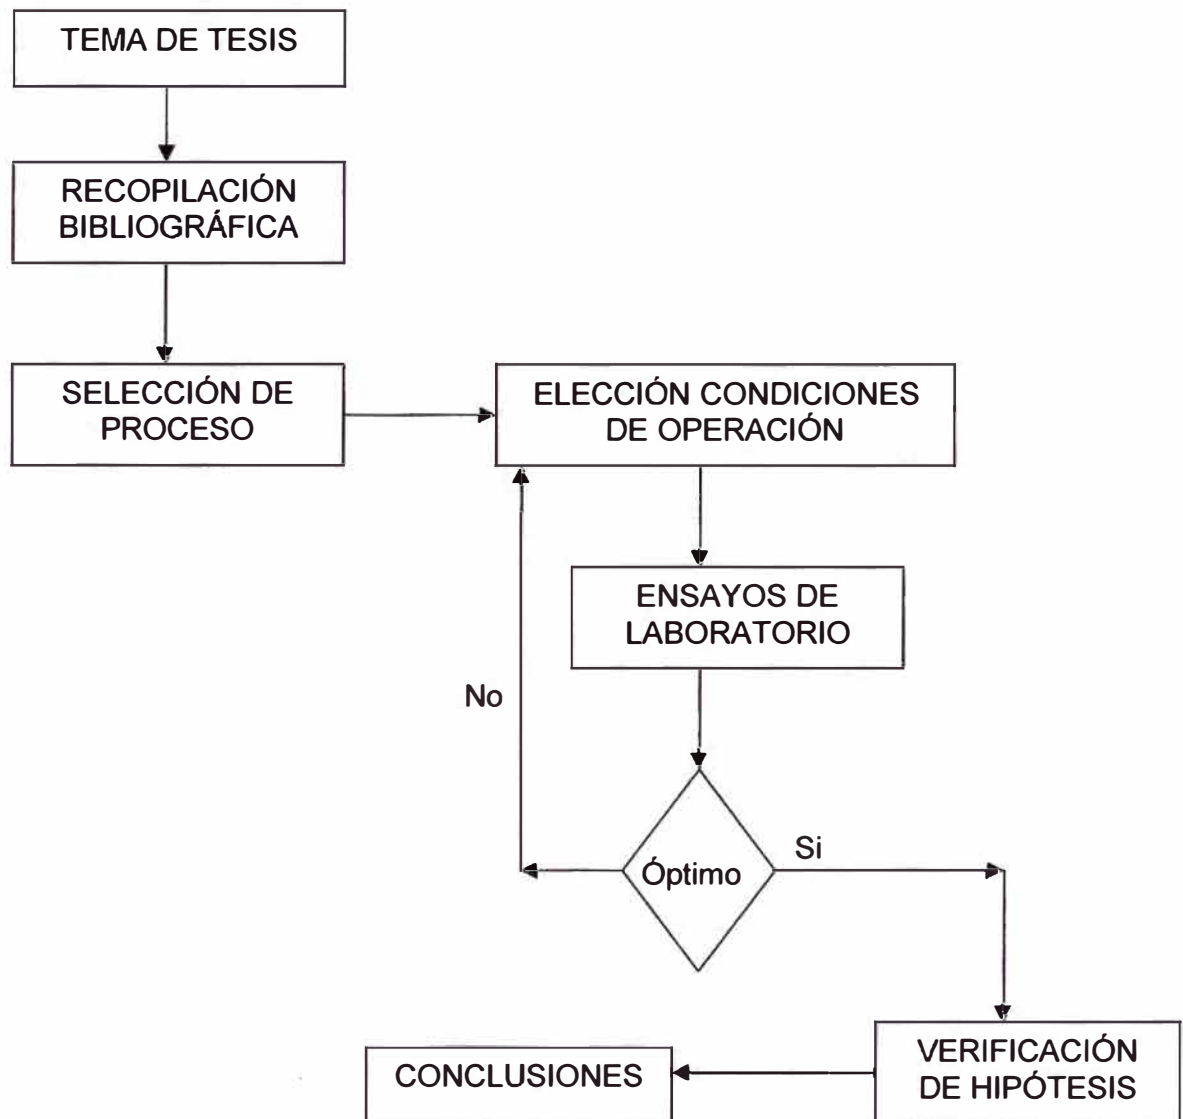 TEMA DE TESIS
RECOPILACIÓN
BIBLIOGRÁFICA
SELECCIÓN DE
PROCESO
ELECCIÓN CONDICIONES
DE OPERACIÓN
ENSAYOS DE
LABORATORIO
No
Óptimo
Si
VERIFICACIÓN
DE HIPÓTESIS
CONCLUSIONES